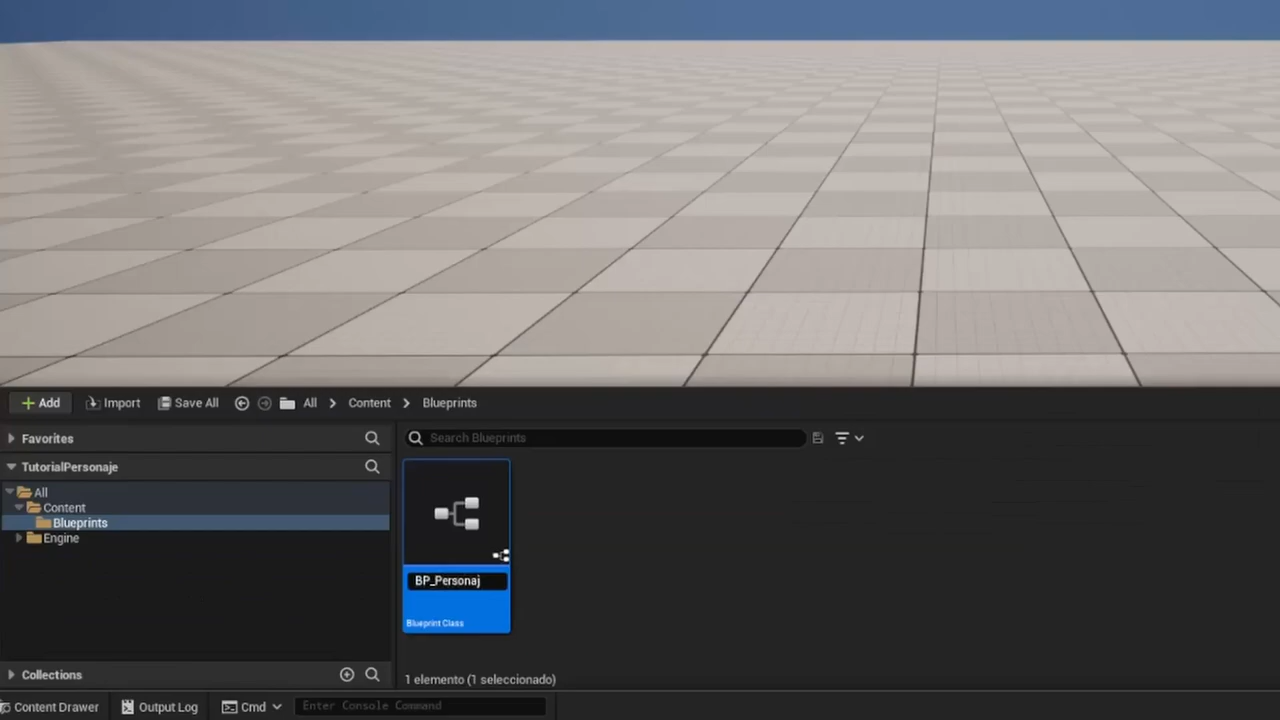 Add Import Save All All Content Blueprints
Favorites
Search Blueprints
TutorialPersonaje
All
Content
Blueprints
Engine
BP_Personaj
Blueprint Class
Collections
1 elemento (1 seleccionado)
Content Drawer Output Log Cmd Enter Console Command